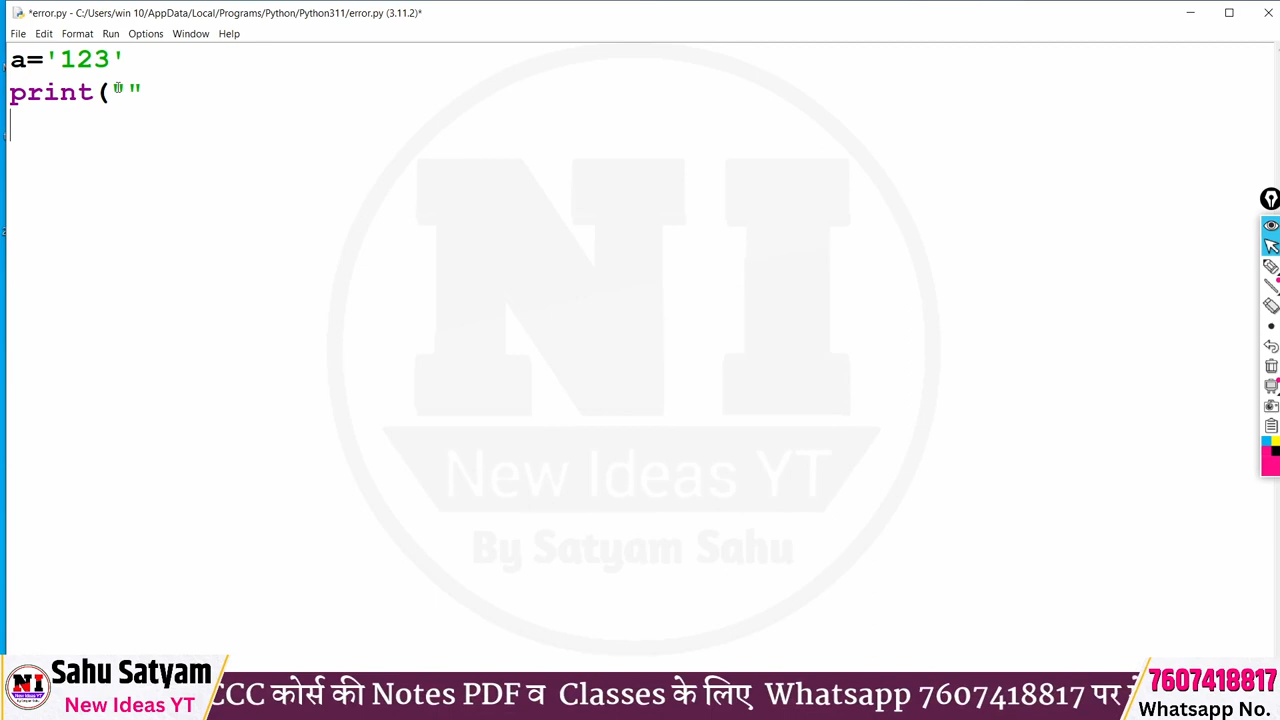 *error.py - C:/Users/win 10/AppData/Local/Programs/Python/Python311/error.py (3.11.2)*
File Edit Format Run Options Window Help
a='123'
print(""
NI
New Ideas YT
By Satyam Sahu
NI
Sahu Satyam
New Ideas YT
CCC कोर्स की Notes PDF व Classes के लिए Whatsapp 7607418817 पर
7607418817
Whatsapp No.